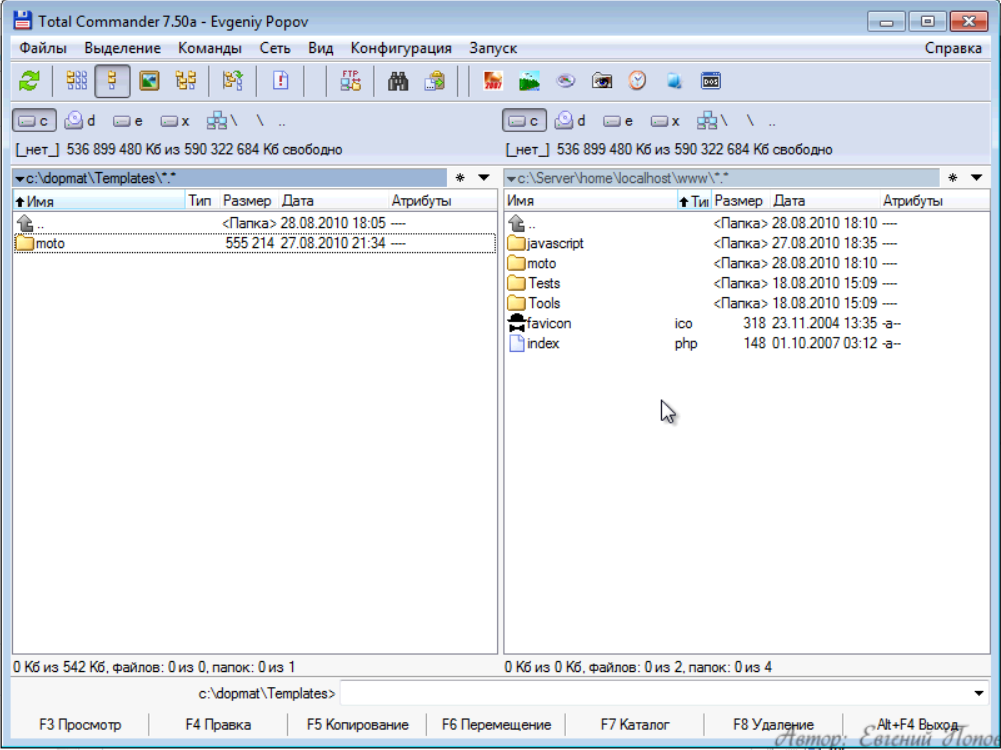 Total Commander 7.50a - Evgeniy Popov
Файлы Выделение Команды Сеть Вид Конфигурация Запуск Справка
FTP 2007 DOS
c d e x \ \ .. c d e x \ \ ..
[_нет_] 536 899 480 Кб из 590 322 684 Кб свободно [_нет_] 536 899 480 Кб из 590 322 684 Кб свободно
c:\dopmat\Templates\*.* * c:\Server\home\localhost\www\*.* *
Имя Тип Размер Дата Атрибуты Имя Ти Размер Дата Атрибуты
.. <Папка> 28.08.2010 18:05 ---- .. <Папка> 28.08.2010 18:10 ----
moto 555 214 27.08.2010 21:34 ---- javascript <Папка> 27.08.2010 18:35 ----
moto <Папка> 28.08.2010 18:10 ----
Tests <Папка> 18.08.2010 15:09 ----
Tools <Папка> 18.08.2010 15:09 ----
favicon ico 318 23.11.2004 13:35 -a--
index php 148 01.10.2007 03:12 -a--
0 Кб из 542 Кб, файлов: 0 из 0, папок: 0 из 1 0 Кб из 0 Кб, файлов: 0 из 2, папок: 0 из 4
c:\dopmat\Templates>
F3 Просмотр F4 Правка F5 Копирование F6 Перемещение F7 Каталог F8 Удаление Alt+F4 Выход
Автор: Евгений Попов